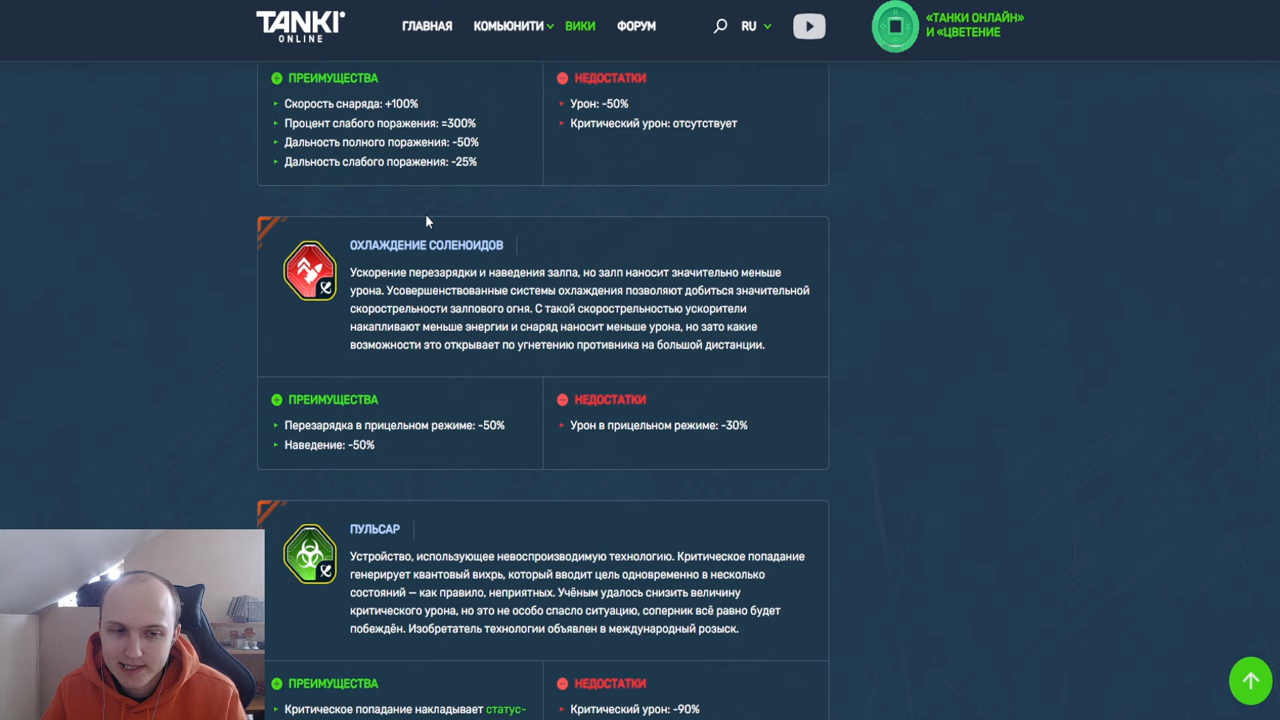 TANKI ONLINE
ГЛАВНАЯ КОМЬЮНИТИ ВИКИ ФОРУМ RU
«ТАНКИ ОНЛАЙН»
И «ЦВЕТЕНИЕ
ПРЕИМУЩЕСТВА
Скорость снаряда: +100%
Процент слабого поражения: =300%
Дальность полного поражения: -50%
Дальность слабого поражения: -25%
НЕДОСТАТКИ
Урон: -50%
Критический урон: отсутствует
ОХЛАЖДЕНИЕ СОЛЕНОИДОВ
Ускорение перезарядки и наведения залпа, но залп наносит значительно меньше
урона. Усовершенствованные системы охлаждения позволяют добиться значительной
скорострельности залпового огня. С такой скорострельностью ускорители
накапливают меньше энергии и снаряд наносит меньше урона, но зато какие
возможности это открывает по угнетению противника на большой дистанции.
ПРЕИМУЩЕСТВА
Перезарядка в прицельном режиме: -50%
Наведение: -50%
НЕДОСТАТКИ
Урон в прицельном режиме: -30%
ПУЛЬСАР
Устройство, использующее невоспроизводимую технологию. Критическое попадание
генерирует квантовый вихрь, который вводит цель одновременно в несколько
состояний — как правило, неприятных. Учёным удалось снизить величину
критического урона, но это не особо спасло ситуацию, соперник всё равно будет
побеждён. Изобретатель технологии объявлен в международный розыск.
ПРЕИМУЩЕСТВА
Критическое попадание накладывает статус-
НЕДОСТАТКИ
Критический урон: -90%